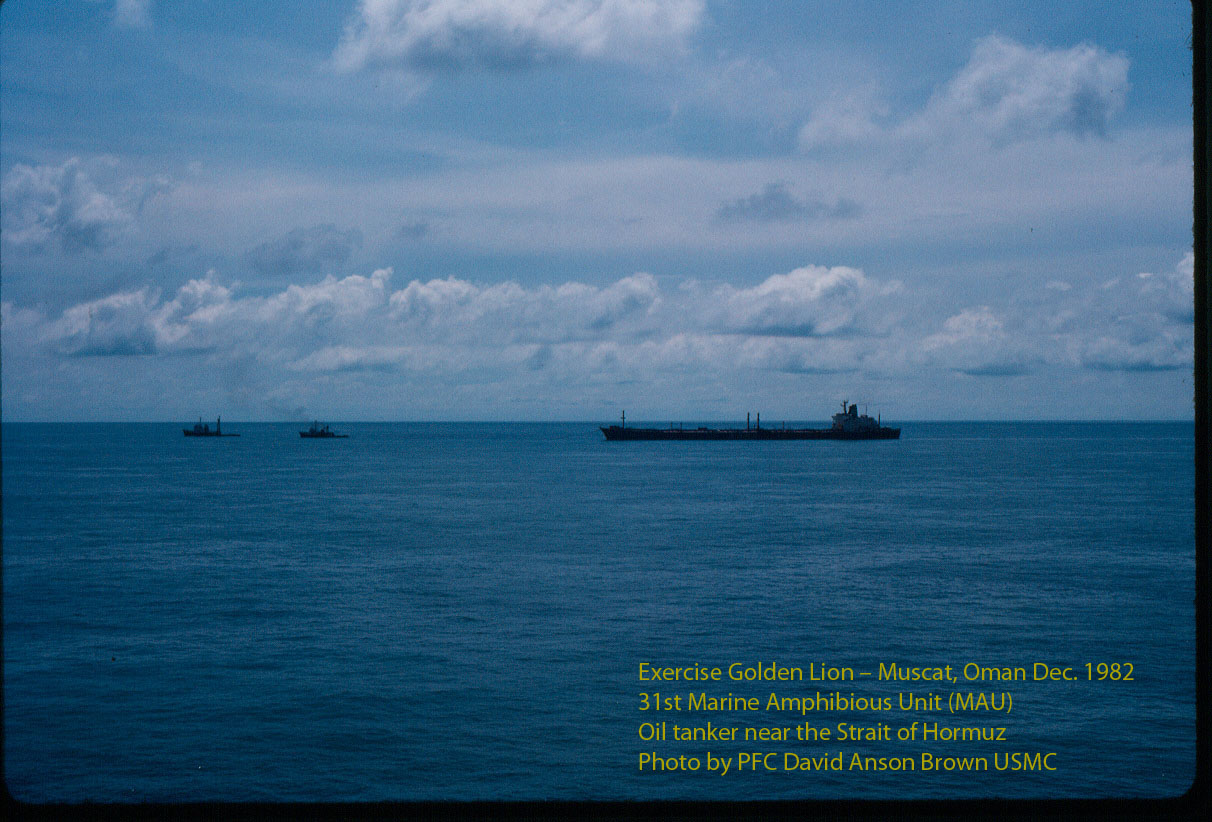 Exercise Golden Lion – Muscat, Oman Dec. 1982
31st Marine Amphibious Unit (MAU)
Oil tanker near the Strait of Hormuz
Photo by PFC David Anson Brown USMC